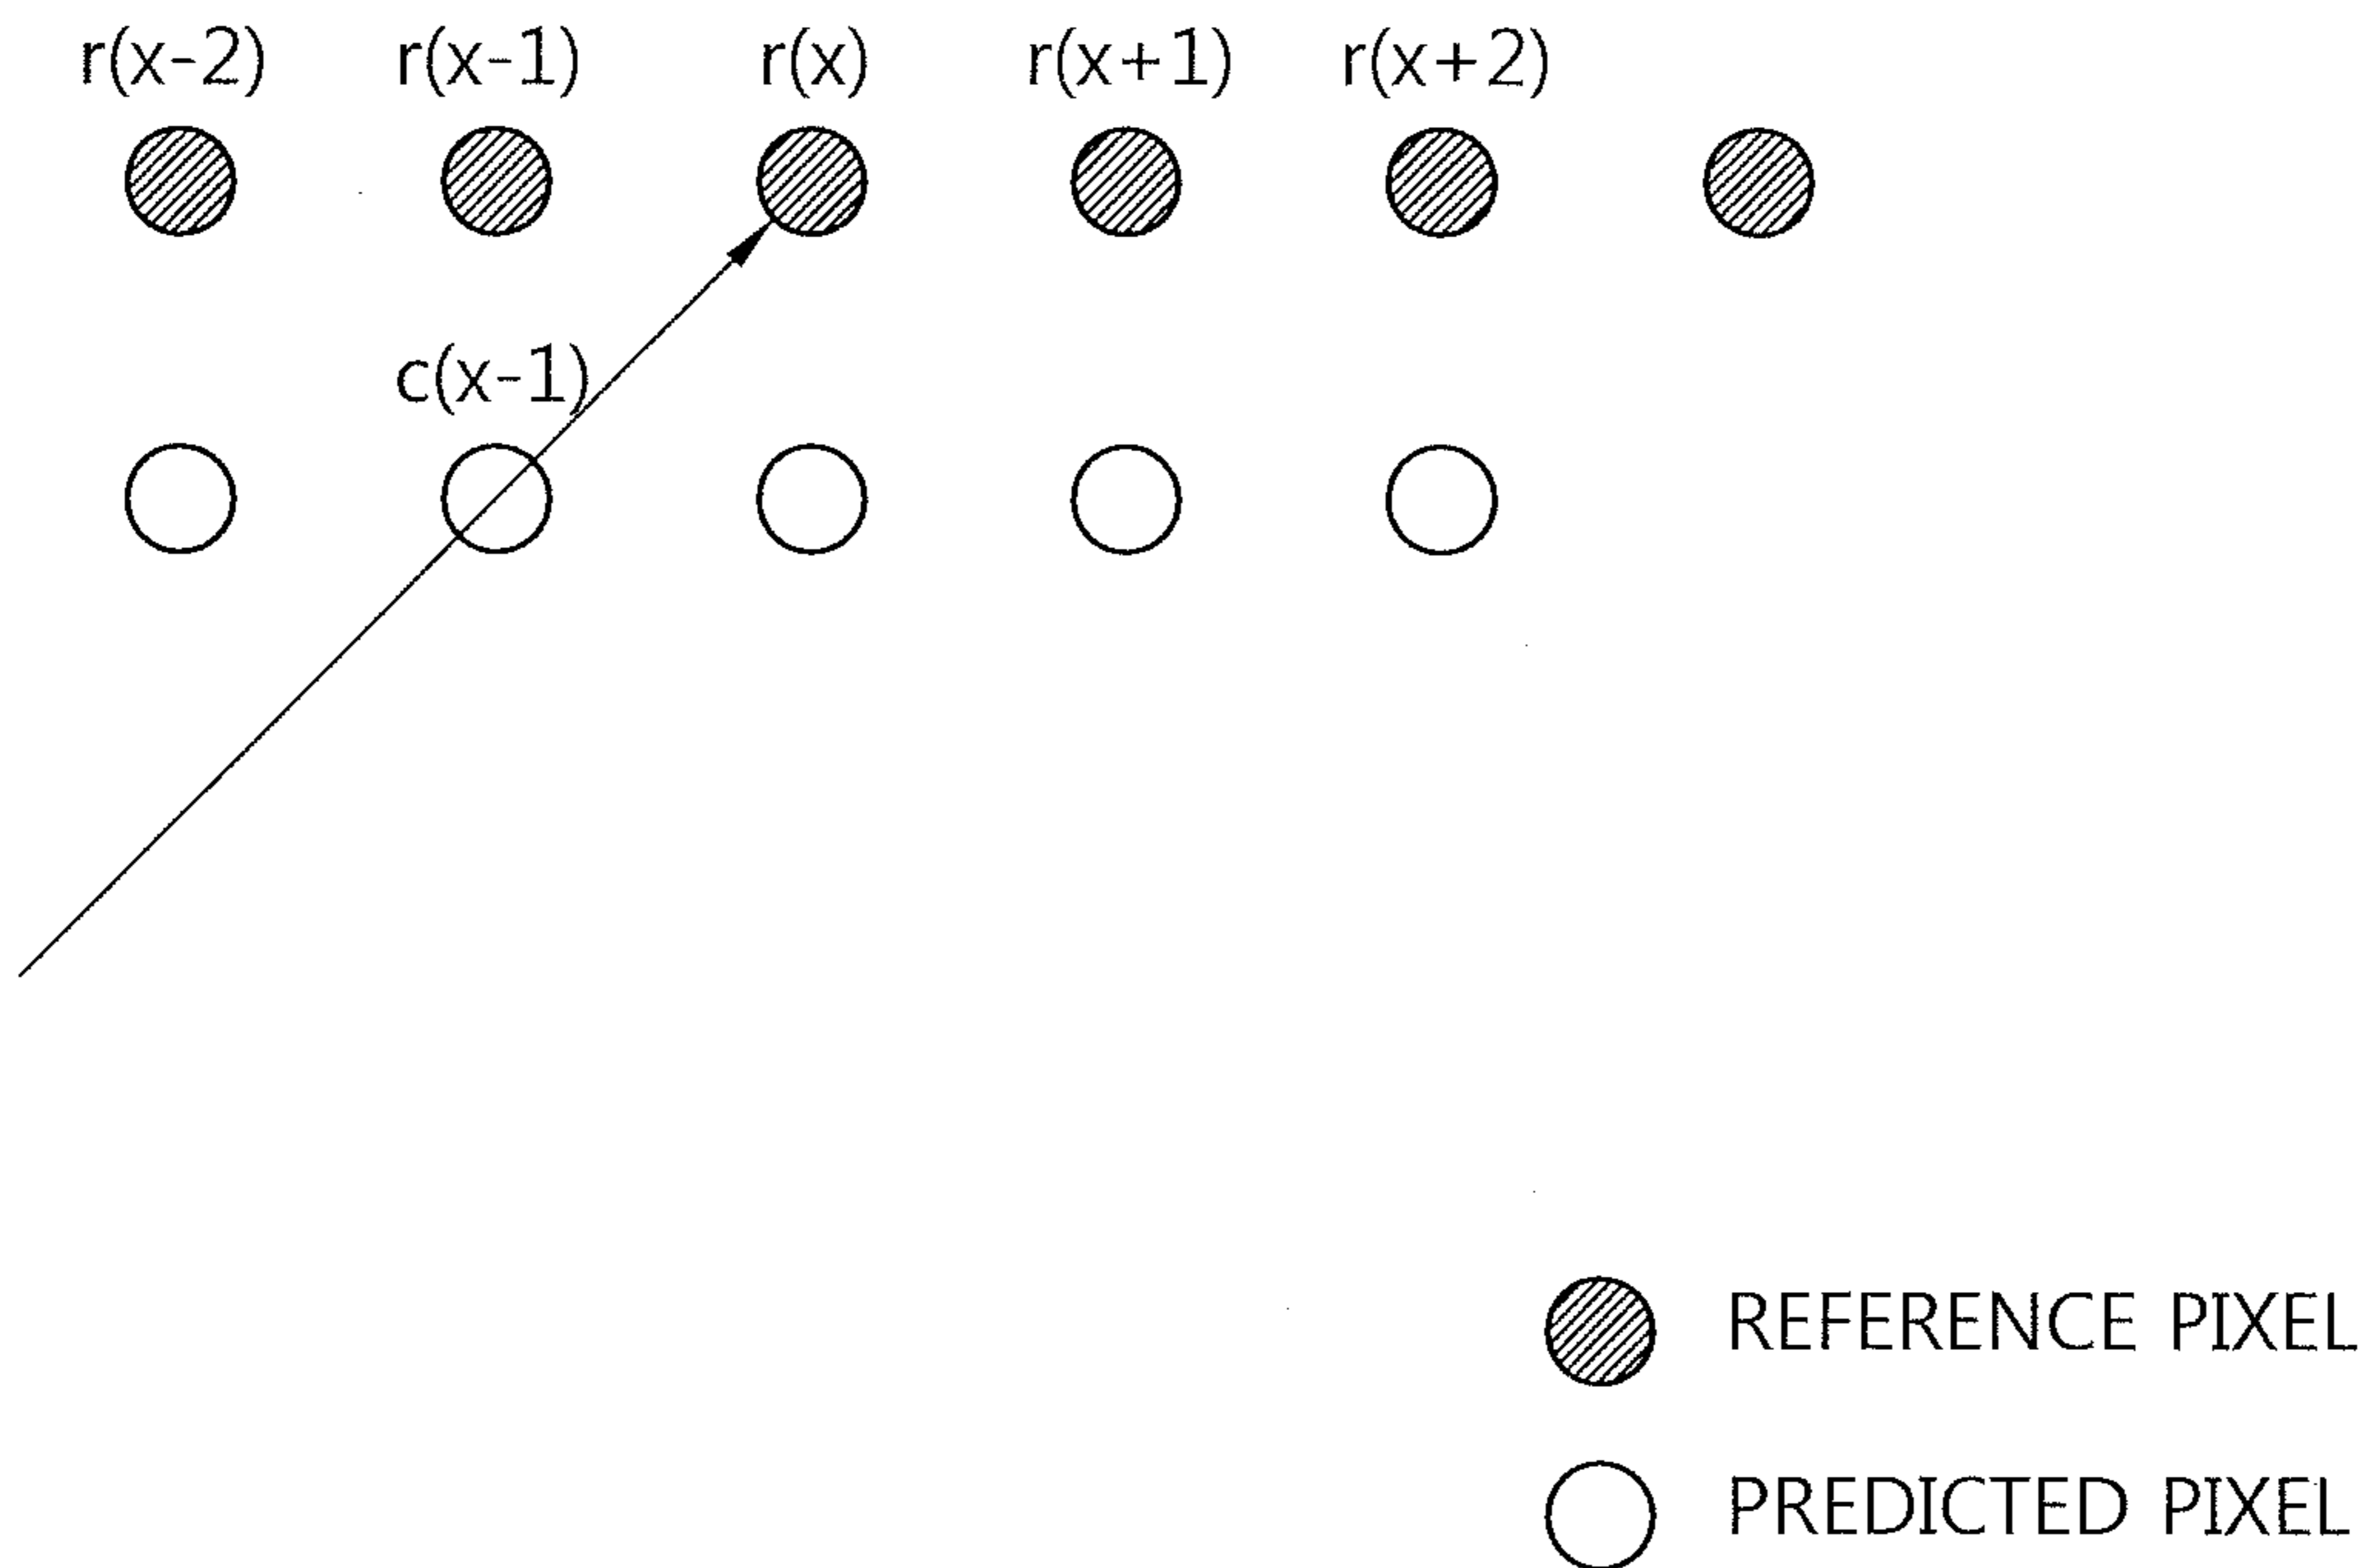 r(x-2) r(x-1) r(x) r(x+1) r(x+2)
c(x-1)
REFERENCE PIXEL
PREDICTED PIXEL